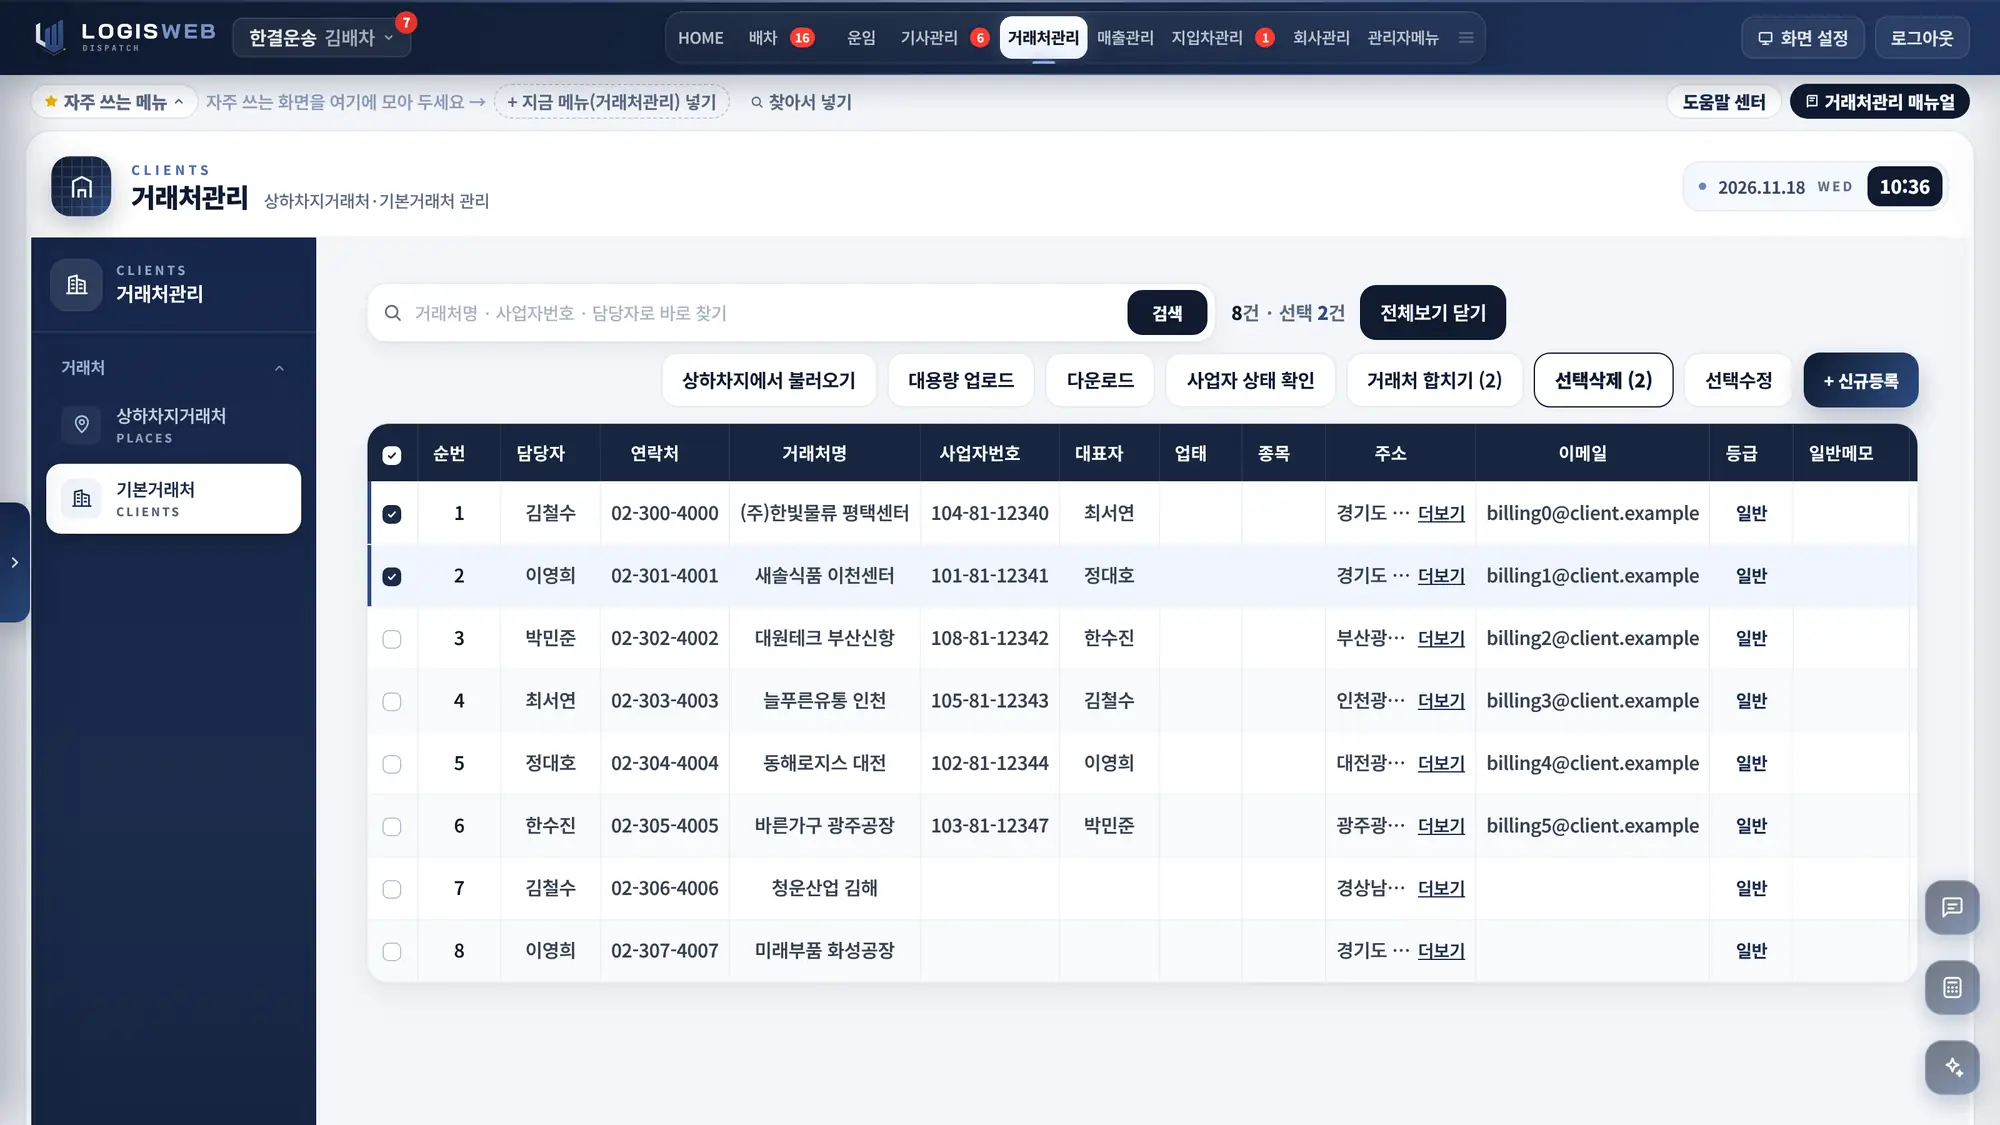 LOGISWEB
DISPATCH
한결운송 김배차 7
HOME 배차 16 운임 기사관리 6 거래처관리 매출관리 지입차관리 1 회사관리 관리자메뉴
화면 설정 로그아웃
자주 쓰는 메뉴 자주 쓰는 화면을 여기에 모아 두세요 → + 지금 메뉴(거래처관리) 넣기 찾아서 넣기
도움말 센터 거래처관리 매뉴얼
CLIENTS
거래처관리 상하차지거래처·기본거래처 관리
2026.11.18 WED 10:36
CLIENTS
거래처관리
거래처
상하차지거래처
PLACES
기본거래처
CLIENTS
거래처명 · 사업자번호 · 담당자로 바로 찾기 검색 8건 · 선택 2건 전체보기 닫기
상하차지에서 불러오기 대용량 업로드 다운로드 사업자 상태 확인 거래처 합치기 (2) 선택삭제 (2) 선택수정 + 신규등록
순번 담당자 연락처 거래처명 사업자번호 대표자 업태 종목 주소 이메일 등급 일반메모
1 김철수 02-300-4000 (주)한빛물류 평택센터 104-81-12340 최서연 경기도 ··· 더보기 billing0@client.example 일반
2 이영희 02-301-4001 새솔식품 이천센터 101-81-12341 정대호 경기도 ··· 더보기 billing1@client.example 일반
3 박민준 02-302-4002 대원테크 부산신항 108-81-12342 한수진 부산광··· 더보기 billing2@client.example 일반
4 최서연 02-303-4003 늘푸른유통 인천 105-81-12343 김철수 인천광··· 더보기 billing3@client.example 일반
5 정대호 02-304-4004 동해로지스 대전 102-81-12344 이영희 대전광··· 더보기 billing4@client.example 일반
6 한수진 02-305-4005 바른가구 광주공장 103-81-12347 박민준 광주광··· 더보기 billing5@client.example 일반
7 김철수 02-306-4006 청운산업 김해 경상남··· 더보기 일반
8 이영희 02-307-4007 미래부품 화성공장 경기도 ··· 더보기 일반